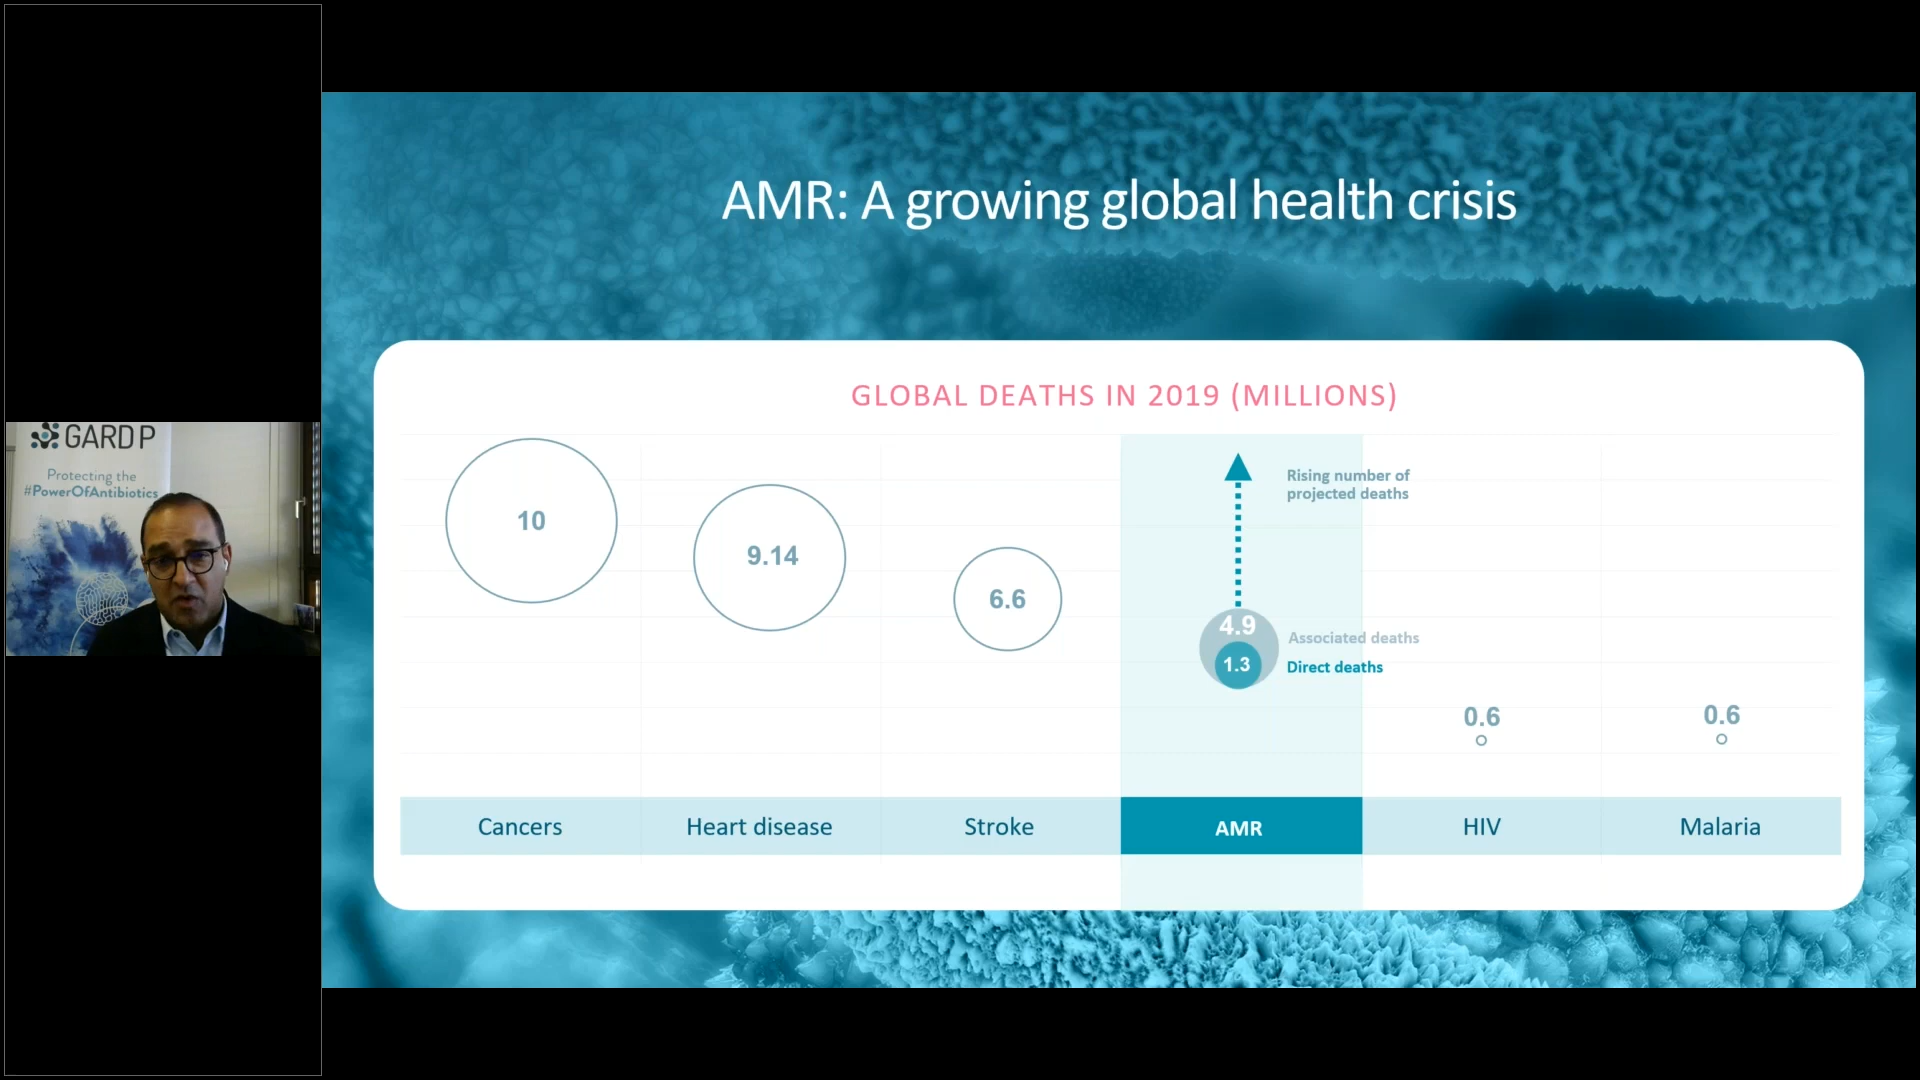 GARDP
Protecting the
#PowerOfAntibiotics
AMR: A growing global health crisis
GLOBAL DEATHS IN 2019 (MILLIONS)
10
9.14
6.6
Rising number of
projected deaths
4.9
Associated deaths
1.3
Direct deaths
0.6
0.6
Cancers
Heart disease
Stroke
AMR
HIV
Malaria